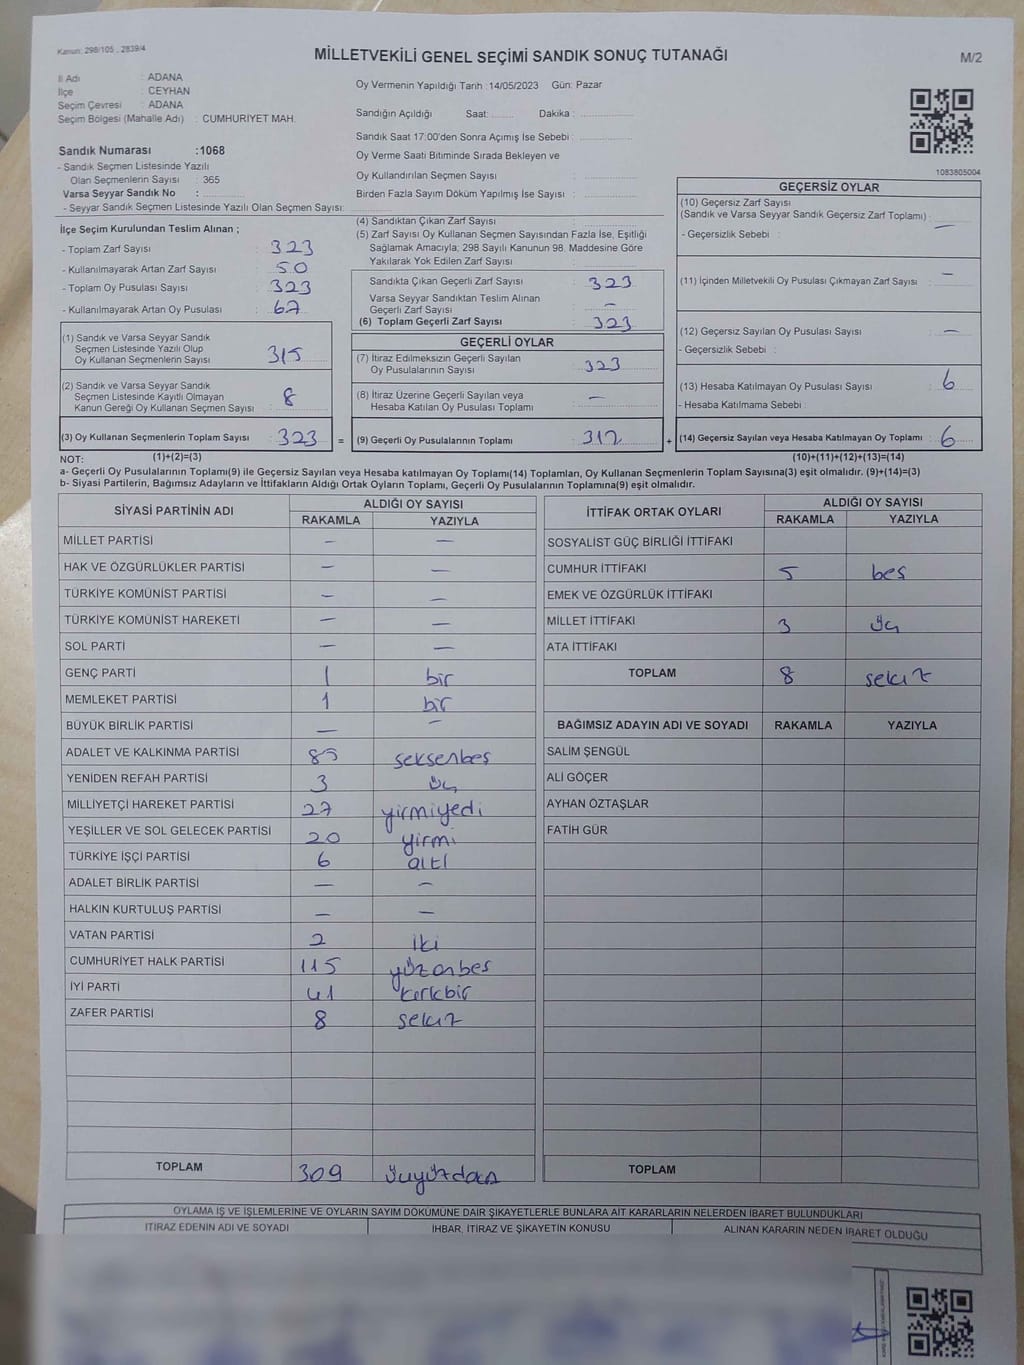 Kanun: 298/105 , 2839/4
MİLLETVEKİLİ GENEL SEÇİMİ SANDIK SONUÇ TUTANAĞI
M/2
İl Adı : ADANA
İlçe : CEYHAN
Seçim Çevresi : ADANA
Seçim Bölgesi (Mahalle Adı) : CUMHURİYET MAH.
Sandık Numarası :1068
- Sandık Seçmen Listesinde Yazılı
Olan Seçmenlerin Sayısı : 365
Varsa Seyyar Sandık No :
- Seyyar Sandık Seçmen Listesinde Yazılı Olan Seçmen Sayısı:
Oy Vermenin Yapıldığı Tarih :14/05/2023 Gün: Pazar
Sandığın Açıldığı Saat: Dakika :
Sandık Saat 17:00'den Sonra Açımış İse Sebebi :
Oy Verme Saati Bitiminde Sırada Bekleyen ve
Oy Kullandırılan Seçmen Sayısı :
Birden Fazla Sayım Döküm Yapılmış İse Sayısı :
1083805004
İlçe Seçim Kurulundan Teslim Alınan ;
- Toplam Zarf Sayısı : 323
- Kullanılmayarak Artan Zarf Sayısı : 50
- Toplam Oy Pusulası Sayısı : 323
- Kullanılmayarak Artan Oy Pusulası : 67
(1) Sandık ve Varsa Seyyar Sandık
Seçmen Listesinde Yazılı Olup
Oy Kullanan Seçmenlerin Sayısı 315
(2) Sandık ve Varsa Seyyar Sandık
Seçmen Listesinde Kayıtlı Olmayan
Kanun Gereği Oy Kullanan Seçmen Sayısı 8
(3) Oy Kullanan Seçmenlerin Toplam Sayısı : 323 =
(4) Sandıktan Çıkan Zarf Sayısı :
(5) Zarf Sayısı Oy Kullanan Seçmen Sayısından Fazla İse, Eşitliği
Sağlamak Amacıyla; 298 Sayılı Kanunun 98. Maddesine Göre
Yakılarak Yok Edilen Zarf Sayısı :
Sandıkta Çıkan Geçerli Zarf Sayısı : 323
Varsa Seyyar Sandıktan Teslim Alınan
Geçerli Zarf Sayısı : —
(6) Toplam Geçerli Zarf Sayısı : 323
GEÇERLİ OYLAR
(7) İtiraz Edilmeksizin Geçerli Sayılan
Oy Pusulalarının Sayısı : 323
(8) İtiraz Üzerine Geçerli Sayılan veya
Hesaba Katılan Oy Pusulası Toplamı : —
(9) Geçerli Oy Pusulalarının Toplamı : 317 +
GEÇERSİZ OYLAR
(10) Geçersiz Zarf Sayısı
(Sandık ve Varsa Seyyar Sandık Geçersiz Zarf Toplamı) : —
- Geçersizlik Sebebi :
(11) İçinden Milletvekili Oy Pusulası Çıkmayan Zarf Sayısı : —
(12) Geçersiz Sayılan Oy Pusulası Sayısı : —
- Geçersizlik Sebebi :
(13) Hesaba Katılmayan Oy Pusulası Sayısı : 6
- Hesaba Katılmama Sebebi :
(14) Geçersiz Sayılan veya Hesaba Katılmayan Oy Toplamı : 6
NOT: (1)+(2)=(3)
(10)+(11)+(12)+(13)=(14)
a- Geçerli Oy Pusulalarının Toplamı(9) ile Geçersiz Sayılan veya Hesaba katılmayan Oy Toplamı(14) Toplamları, Oy Kullanan Seçmenlerin Toplam Sayısına(3) eşit olmalıdır. (9)+(14)=(3)
b- Siyasi Partilerin, Bağımsız Adayların ve İttifakların Aldığı Ortak Oyların Toplamı, Geçerli Oy Pusulalarının Toplamına(9) eşit olmalıdır.
SİYASİ PARTİNİN ADI
ALDIĞI OY SAYISI
RAKAMLA YAZIYLA
MİLLET PARTİSİ — —
HAK VE ÖZGÜRLÜKLER PARTİSİ — —
TÜRKİYE KOMÜNİST PARTİSİ — —
TÜRKİYE KOMÜNİST HAREKETİ — —
SOL PARTİ — —
GENÇ PARTİ 1 bir
MEMLEKET PARTİSİ 1 bir
BÜYÜK BİRLİK PARTİSİ — —
ADALET VE KALKINMA PARTİSİ 85 seksenbeş
YENİDEN REFAH PARTİSİ 3 üç
MİLLİYETÇİ HAREKET PARTİSİ 27 yirmiyedi
YEŞİLLER VE SOL GELECEK PARTİSİ 20 yirmi
TÜRKİYE İŞÇİ PARTİSİ 6 altı
ADALET BİRLİK PARTİSİ — —
HALKIN KURTULUŞ PARTİSİ — —
VATAN PARTİSİ 2 iki
CUMHURİYET HALK PARTİSİ 115 yüzonbeş
İYİ PARTİ 41 kırkbir
ZAFER PARTİSİ 8 sekiz
TOPLAM 309 üçyüzdokuz
İTTİFAK ORTAK OYLARI
ALDIĞI OY SAYISI
RAKAMLA YAZIYLA
SOSYALİST GÜÇ BİRLİĞİ İTTİFAKI
CUMHUR İTTİFAKI 5 beş
EMEK VE ÖZGÜRLÜK İTTİFAKI
MİLLET İTTİFAKI 3 üç
ATA İTTİFAKI
TOPLAM 8 sekiz
BAĞIMSIZ ADAYIN ADI VE SOYADI RAKAMLA YAZIYLA
SALİM ŞENGÜL
ALİ GÖÇER
AYHAN ÖZTAŞLAR
FATİH GÜR
TOPLAM
OYLAMA İŞ VE İŞLEMLERİNE VE OYLARIN SAYIM DÖKÜMÜNE DAİR ŞİKAYETLERLE BUNLARA AİT KARARLARIN NELERDEN İBARET BULUNDUKLARI
İTİRAZ EDENİN ADI VE SOYADI
İHBAR, İTİRAZ VE ŞİKAYETİN KONUSU
ALINAN KARARIN NEDEN İBARET OLDUĞU